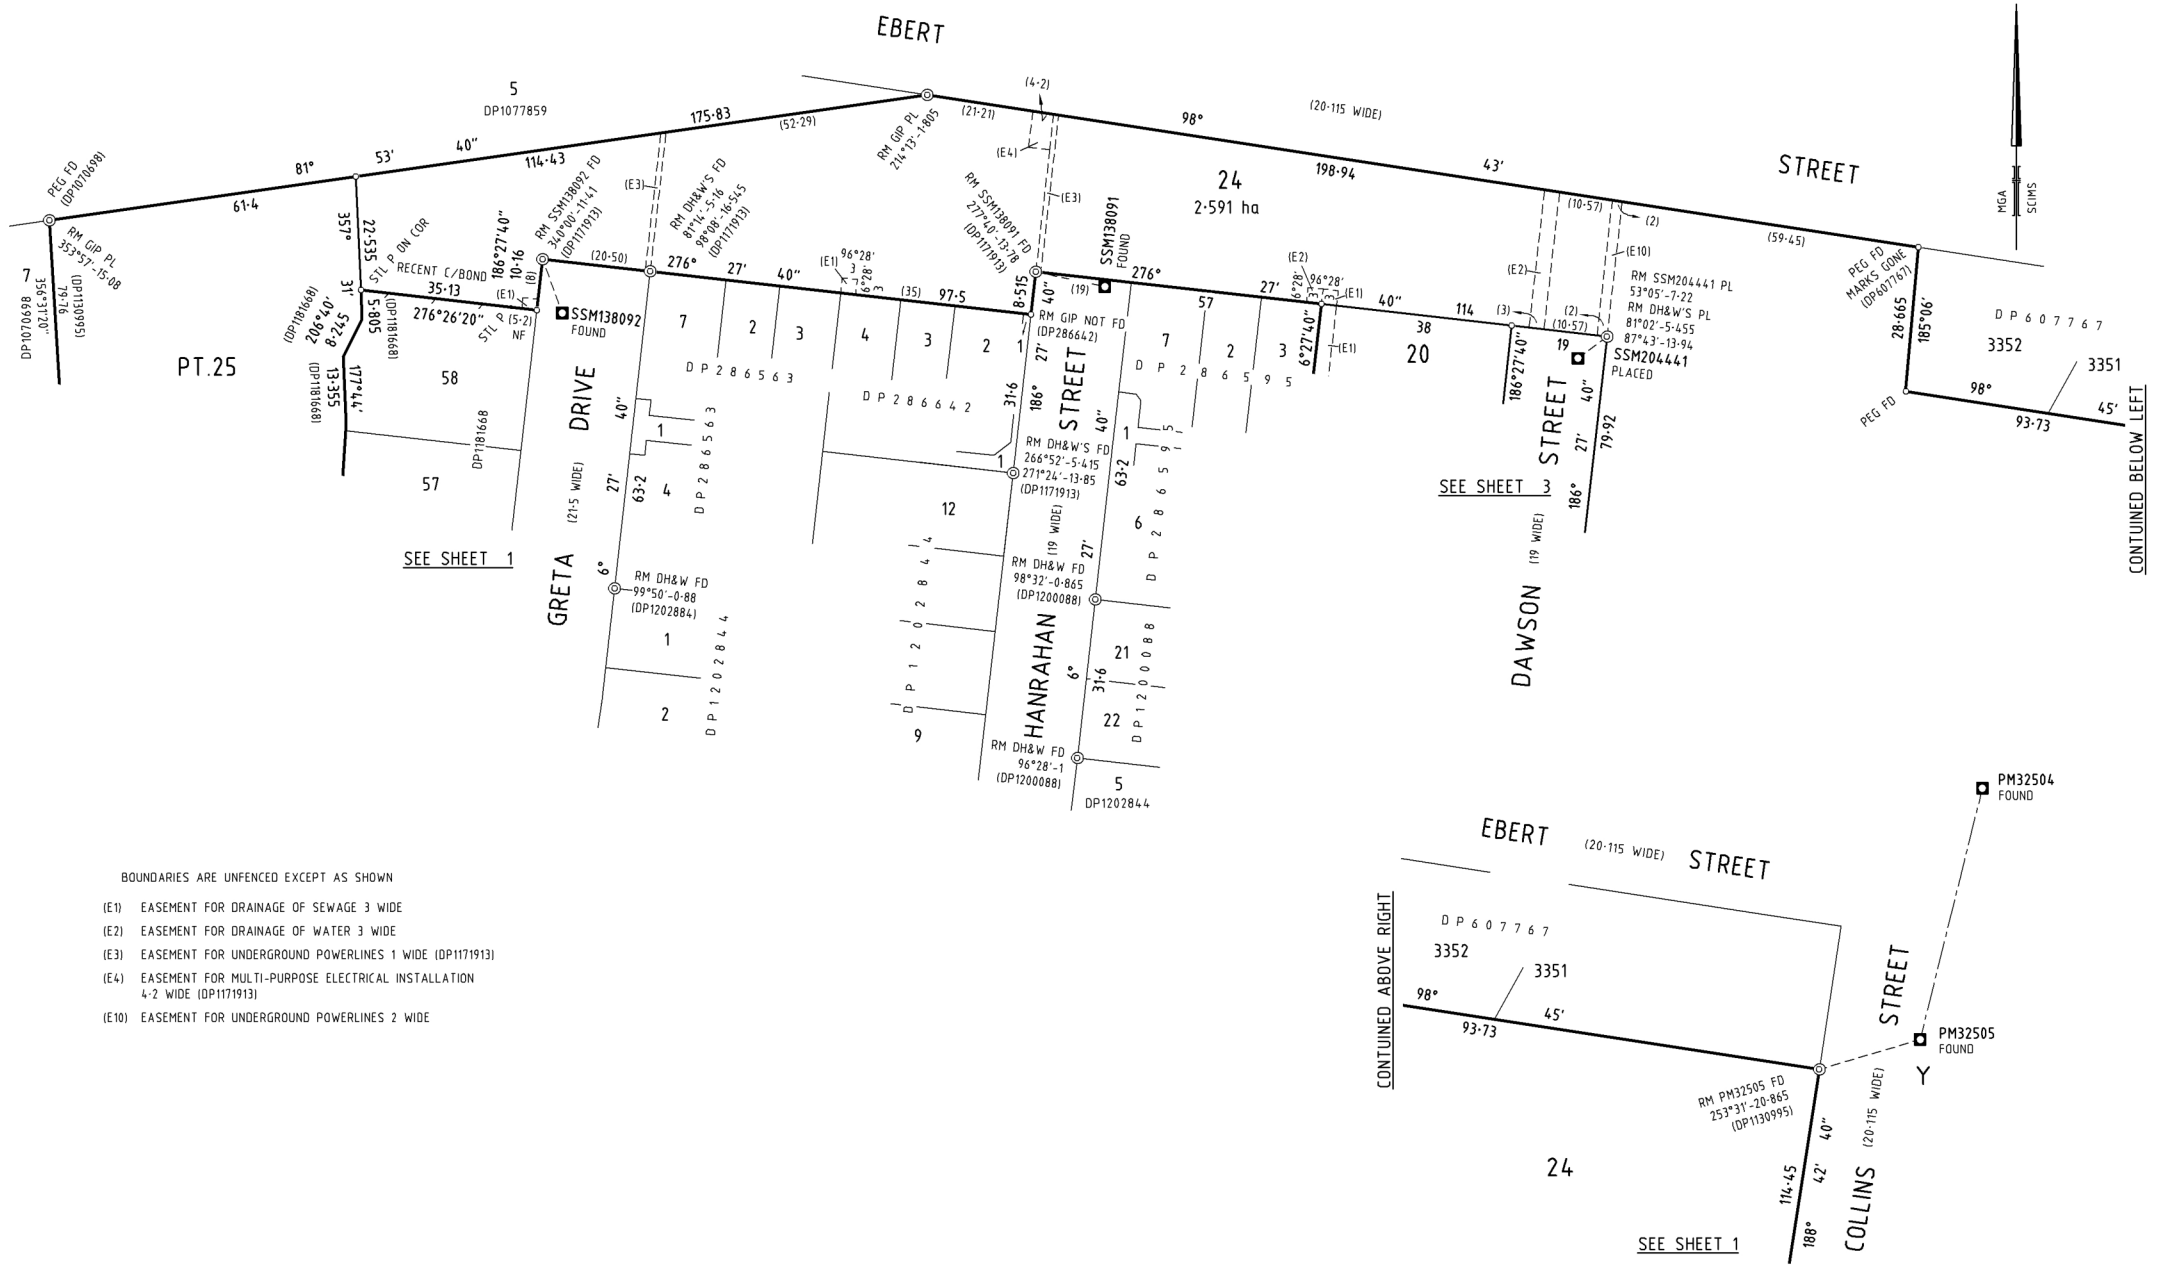 EBERT
STREET
(20·115 WIDE)
MGA
SCIMS
5
DP1077859
PEG FD
(DP1070698)
81°
53'
40"
175·83
61·4
114·43
(52·29)
RM GIP PL
353°57'-15·08
7
DP1070698
356°31'20"
79·76
(DP1130995)
PT.25
357°
22·535
31'
5·805
(DP1181668)
206°40'
8·245
(DP1181668)
177°44'
13·355
(DP1181668)
STL P ON COR
RECENT C/BOND
35·13
276°26'20"
STL P
NF
(5·2)
(E1)
(8)
186°27'40"
10·16
58
57
DP1181668
SEE SHEET 1
RM SSM138092 FD
340°00'-11·41
(DP1171913)
SSM138092
FOUND
(20·50)
(E3)
RM DH&W'S FD
81°14'-5·16
98°08'-16·545
(DP1171913)
276°
27'
40"
97·5
(35)
(E1)
96°28'
3
6°28'
3
RM GIP PL
214°13'-1·805
(21·21)
(4·2)
(E4)
(E3)
98°
43'
198·94
24
2·591 ha
RM SSM138091 FD
277°40'-13·78
(DP1171913)
SSM138091
FOUND
(19)
8·515
40"
RM GIP NOT FD
(DP286642)
27'
186°
31·6
GRETA DRIVE
(21·5 WIDE)
40"
27'
63·2
6°
7
2
3
DP286563
4
3
2
1
DP286642
1
4
DP286563
RM DH&W FD
99°50'-0·88
(DP1202884)
1
2
DP1202844
1
12
9
DP1202844
HANRAHAN STREET
(19 WIDE)
RM DH&W'S FD
266°52'-5·415
271°24'-13·85
(DP1171913)
RM DH&W FD
98°32'-0·865
(DP1200088)
RM DH&W FD
96°28'-1
(DP1200088)
40"
63·2
27'
6°
31·6
7
2
3
DP286595
1
6
DP286595
21
22
DP1200088
5
DP1202844
276°
57
27'
40"
114
38
(E2)
96°28'
6°28'
3
3
(E1)
6°27'40"
(E1)
20
(E2)
(10·57)
(2)
(E10)
(59·45)
(3)
(2)
(10·57)
19
186°27'40"
RM SSM204441 PL
53°05'-7·22
RM DH&W'S PL
81°02'-5·455
87°43'-13·94
SSM204441
PLACED
DAWSON STREET
(19 WIDE)
40"
27'
79·92
186°
SEE SHEET 3
PEG FD
MARKS GONE
(DP607767)
28·665
185°06'
PEG FD
DP607767
3352
3351
98°
45'
93·73
CONTUINED BELOW LEFT
BOUNDARIES ARE UNFENCED EXCEPT AS SHOWN
(E1) EASEMENT FOR DRAINAGE OF SEWAGE 3 WIDE
(E2) EASEMENT FOR DRAINAGE OF WATER 3 WIDE
(E3) EASEMENT FOR UNDERGROUND POWERLINES 1 WIDE (DP1171913)
(E4) EASEMENT FOR MULTI-PURPOSE ELECTRICAL INSTALLATION
4·2 WIDE (DP1171913)
(E10) EASEMENT FOR UNDERGROUND POWERLINES 2 WIDE
PM32504
FOUND
EBERT (20·115 WIDE) STREET
CONTUINED ABOVE RIGHT
DP607767
3352
3351
98°
45'
93·73
STREET
PM32505
FOUND
Y
RM PM32505 FD
253°31'-20·865
(DP1130995)
24
40"
42'
114·45
188°
COLLINS
(20·115 WIDE)
SEE SHEET 1